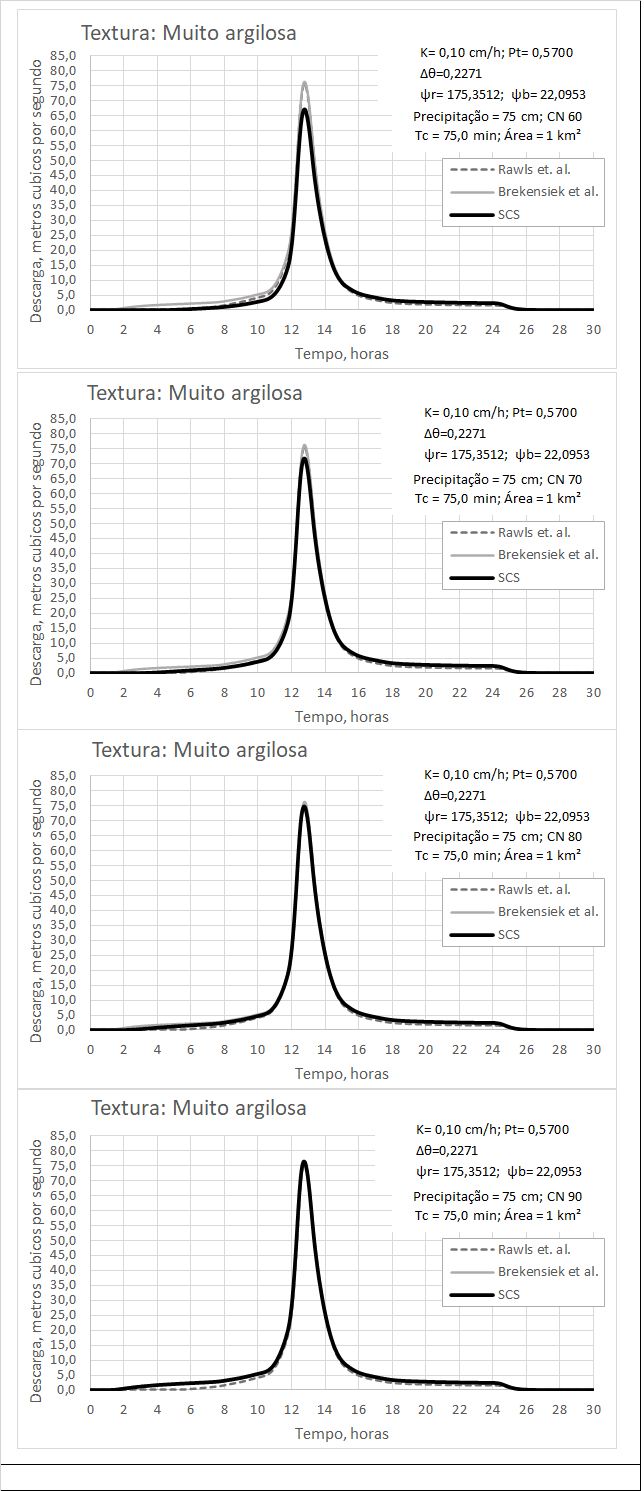 Textura: Muito argilosa
K= 0,10 cm/h; Pt= 0,5700
Δθ=0,2271
ψr= 175,3512; ψb= 22,0953
Precipitação = 75 cm; CN 60
Tc = 75,0 min; Área = 1 km²
Rawls et. al.
Brekensiek et al.
SCS
Descarga, metros cubicos por segundo
85,0
80,0
75,0
70,0
65,0
60,0
55,0
50,0
45,0
40,0
35,0
30,0
25,0
20,0
15,0
10,0
5,0
0,0
0 2 4 6 8 10 12 14 16 18 20 22 24 26 28 30
Tempo, horas
Textura: Muito argilosa
K= 0,10 cm/h; Pt= 0,5700
Δθ=0,2271
ψr= 175,3512; ψb= 22,0953
Precipitação = 75 cm; CN 70
Tc = 75,0 min; Área = 1 km²
Rawls et. al.
Brekensiek et al.
SCS
Descarga, metros cubicos por segundo
85,0
80,0
75,0
70,0
65,0
60,0
55,0
50,0
45,0
40,0
35,0
30,0
25,0
20,0
15,0
10,0
5,0
0,0
0 2 4 6 8 10 12 14 16 18 20 22 24 26 28 30
Tempo, horas
Textura: Muito argilosa
K= 0,10 cm/h; Pt= 0,5700
Δθ=0,2271
ψr= 175,3512; ψb= 22,0953
Precipitação = 75 cm; CN 80
Tc = 75,0 min; Área = 1 km²
Rawls et. al.
Brekensiek et al.
SCS
Descarga, metros cubicos por segundo
85,0
80,0
75,0
70,0
65,0
60,0
55,0
50,0
45,0
40,0
35,0
30,0
25,0
20,0
15,0
10,0
5,0
0,0
0 2 4 6 8 10 12 14 16 18 20 22 24 26 28 30
Tempo, horas
Textura: Muito argilosa
K= 0,10 cm/h; Pt= 0,5700
Δθ=0,2271
ψr= 175,3512; ψb= 22,0953
Precipitação = 75 cm; CN 90
Tc = 75,0 min; Área = 1 km²
Rawls et. al.
Brekensiek et al.
SCS
Descarga, metros cubicos por segundo
85,0
80,0
75,0
70,0
65,0
60,0
55,0
50,0
45,0
40,0
35,0
30,0
25,0
20,0
15,0
10,0
5,0
0,0
0 2 4 6 8 10 12 14 16 18 20 22 24 26 28 30
Tempo, horas